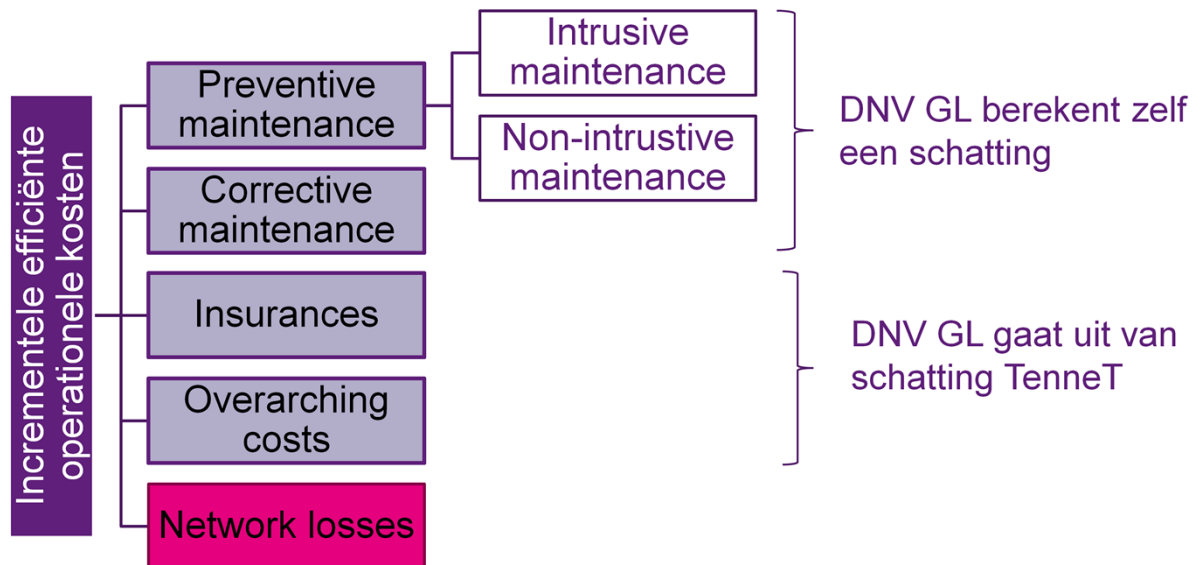 Incrementele efficiënte
operationele kosten
Preventive
maintenance
Intrusive
maintenance
Non-intrustive
maintenance
DNV GL berekent zelf
een schatting
Corrective
maintenance
Insurances
Overarching
costs
DNV GL gaat uit van
schatting TenneT
Network losses